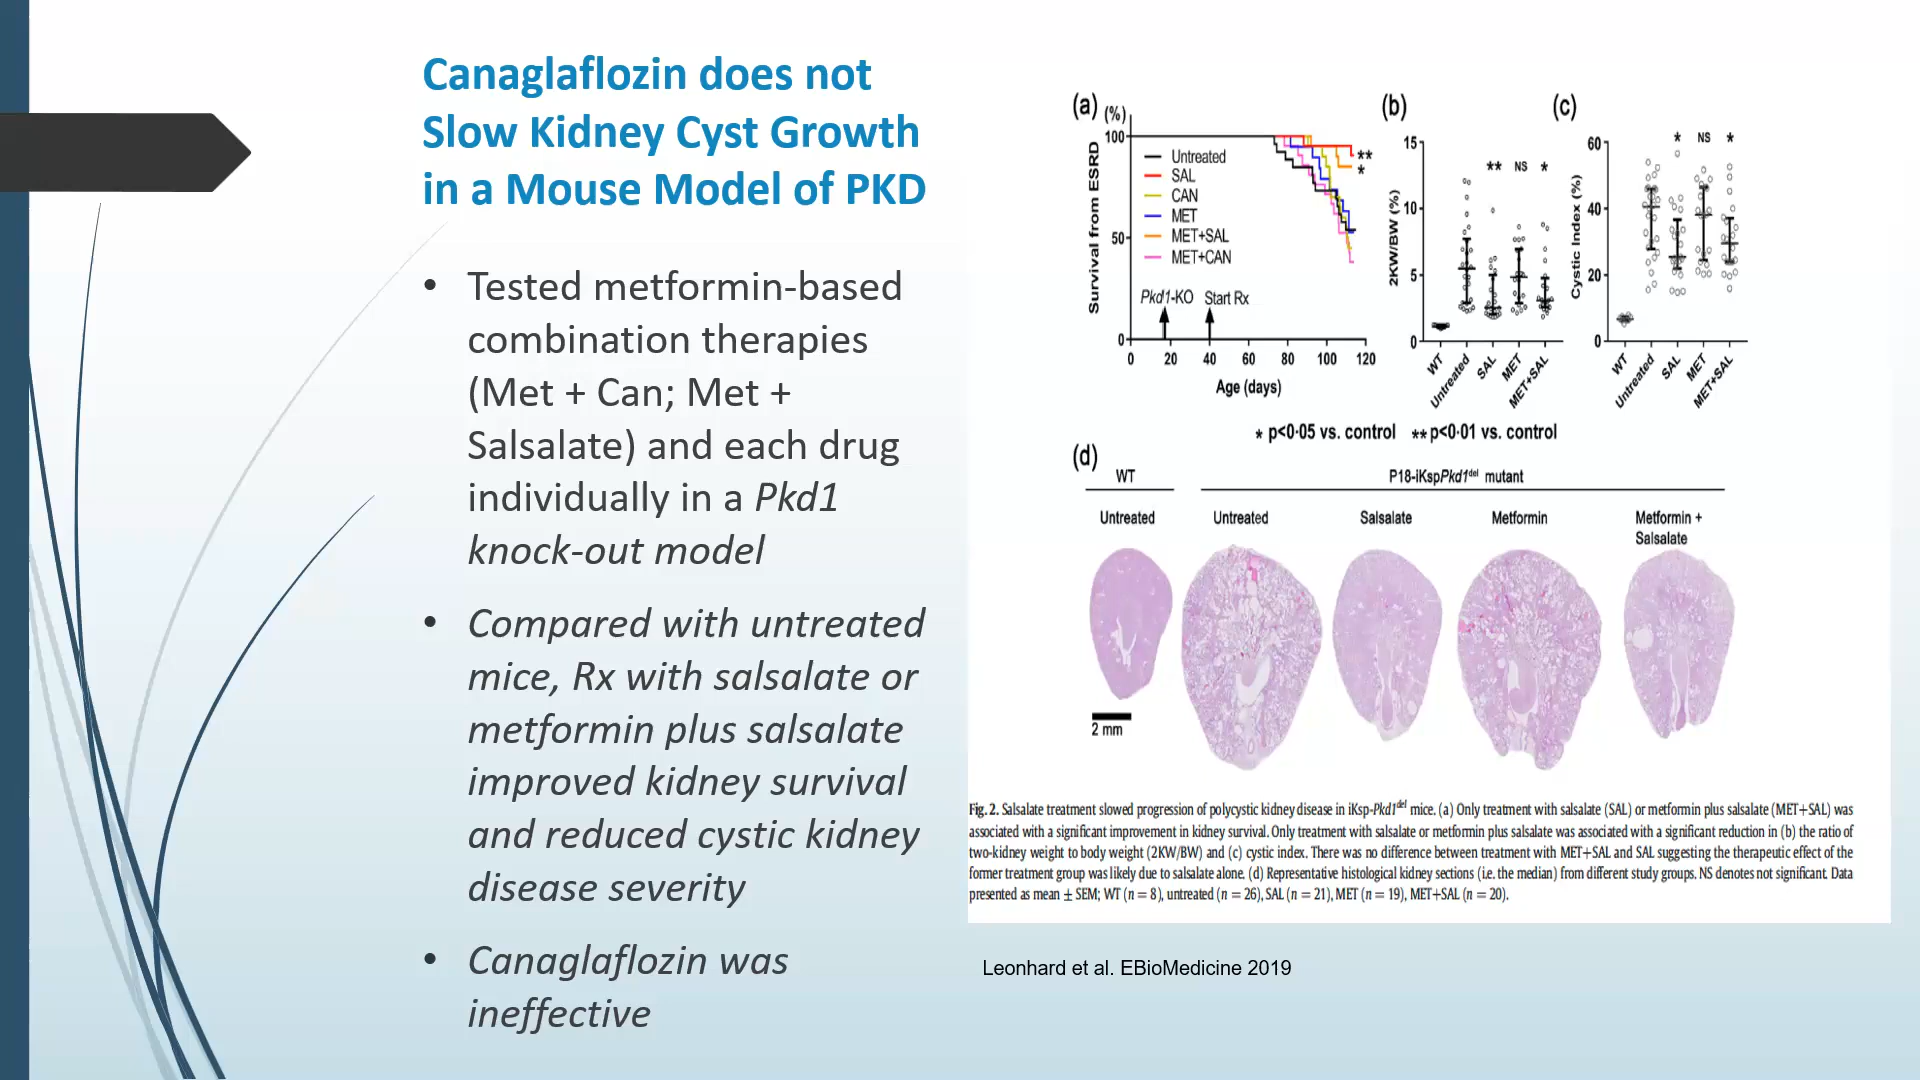 Canaglaflozin does not
Slow Kidney Cyst Growth
in a Mouse Model of PKD
• Tested metformin-based
combination therapies
(Met + Can; Met +
Salsalate) and each drug
individually in a Pkd1
knock-out model
• Compared with untreated
mice, Rx with salsalate or
metformin plus salsalate
improved kidney survival
and reduced cystic kidney
disease severity
• Canaglaflozin was
ineffective
(a)
(%)
Survival from ESRD
100
50
0
Untreated
SAL
CAN
MET
MET+SAL
MET+CAN
**
*
Pkd1-KO
Start Rx
0 20 40 60 80 100 120
Age (days)
(b)
2KW/BW (%)
15
10
5
0
** NS *
WT Untreated SAL MET MET+SAL
(c)
Cystic Index (%)
60
40
20
0
* NS *
WT Untreated SAL MET MET+SAL
* p<0·05 vs. control ** p<0·01 vs. control
(d)
WT
P18-iKspPkd1del mutant
Untreated
Untreated
Salsalate
Metformin
Metformin +
Salsalate
2 mm
Fig. 2. Salsalate treatment slowed progression of polycystic kidney disease in iKsp-Pkd1del mice. (a) Only treatment with salsalate (SAL) or metformin plus salsalate (MET+SAL) was
associated with a significant improvement in kidney survival. Only treatment with salsalate or metformin plus salsalate was associated with a significant reduction in (b) the ratio of
two-kidney weight to body weight (2KW/BW) and (c) cystic index. There was no difference between treatment with MET+SAL and SAL suggesting the therapeutic effect of the
former treatment group was likely due to salsalate alone. (d) Representative histological kidney sections (i.e. the median) from different study groups. NS denotes not significant. Data
presented as mean ± SEM; WT (n = 8), untreated (n = 26), SAL (n = 21), MET (n = 19), MET+SAL (n = 20).
Leonhard et al. EBioMedicine 2019